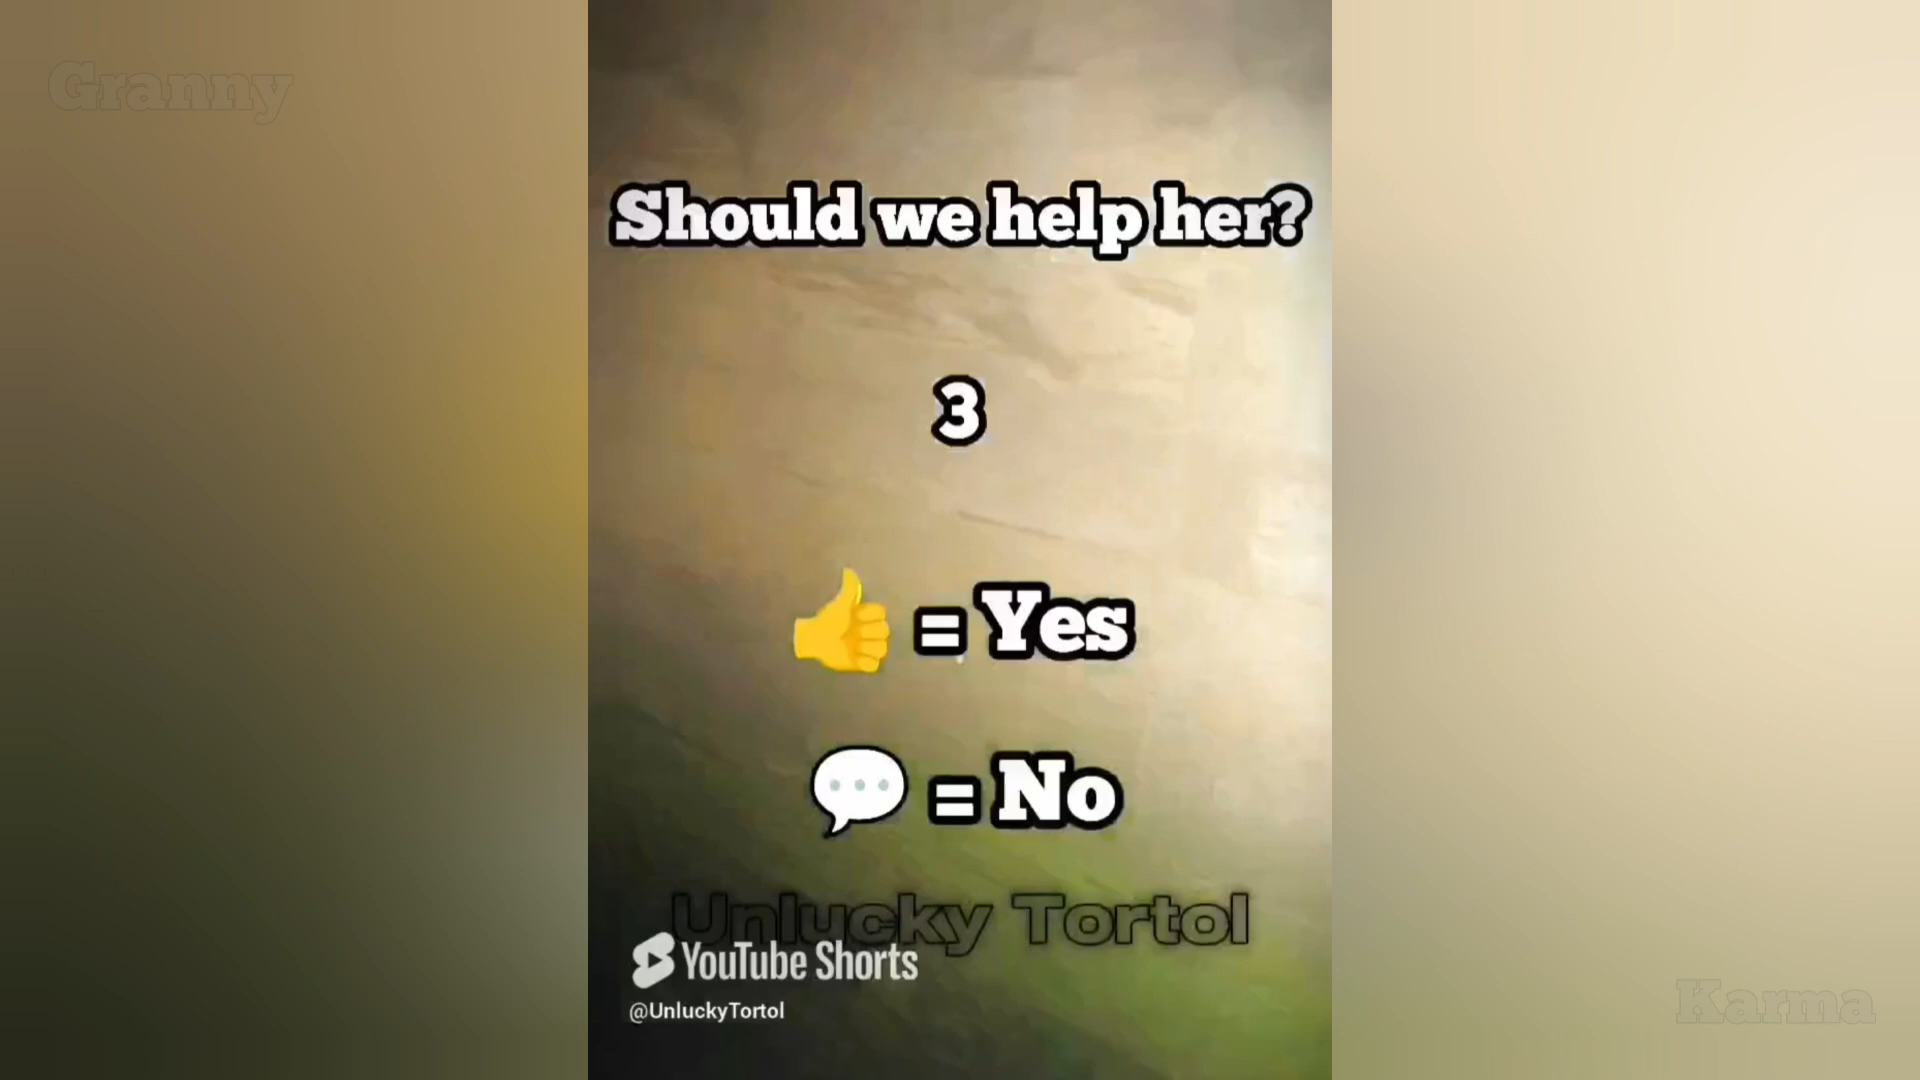 Granny
Should we help her?
3
👍 = Yes
💬 = No
Unlucky Tortol
YouTube Shorts
@UnluckyTortol
Karma